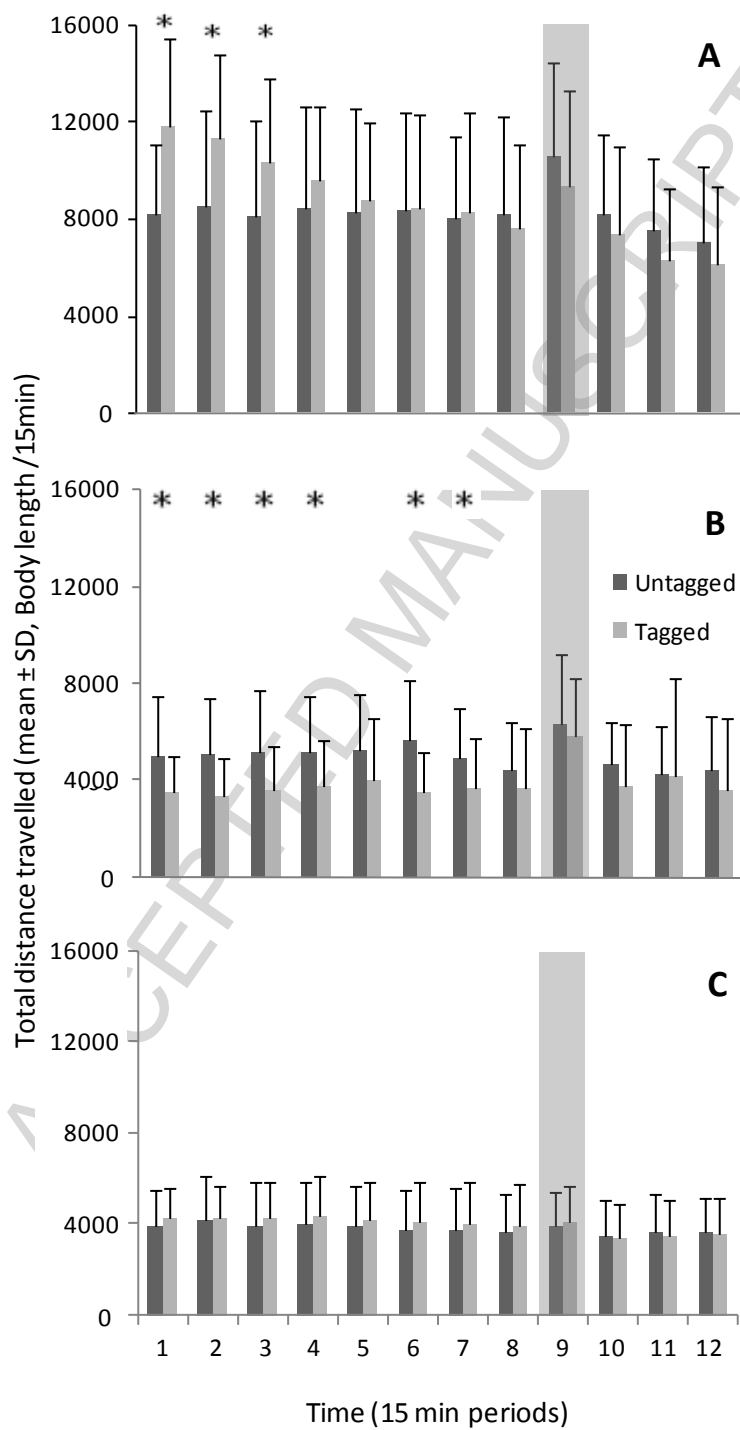 Total distance travelled (mean ± SD, Body length /15min)
16000
12000
8000
4000
0
* * *
A
16000
12000
8000
4000
0
* * * * * *
B
Untagged
Tagged
16000
12000
8000
4000
0
C
1 2 3 4 5 6 7 8 9 10 11 12
Time (15 min periods)
ACCEPTED MANUSCRIPT